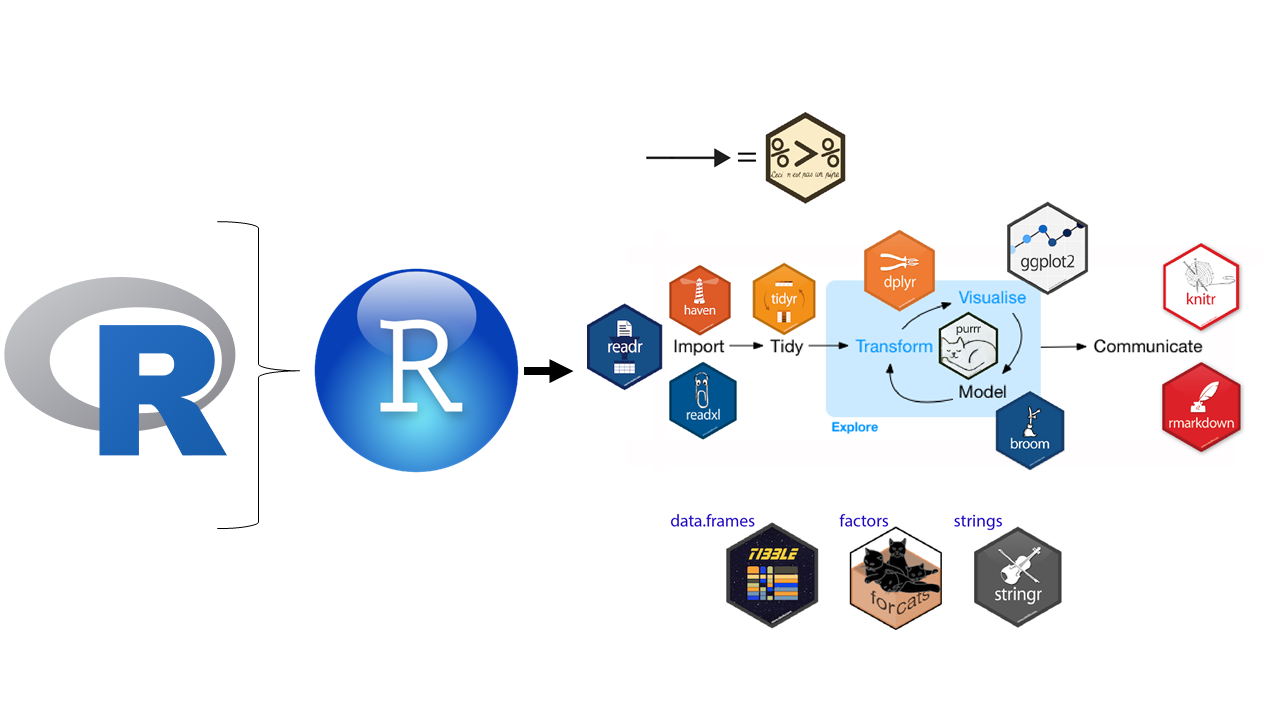 =
%>%
Ceci n'est pas un pipe
R
R
readr
haven
readxl
Import
tidyr
Tidy
dplyr
Transform
Visualise
purrr
Model
Explore
ggplot2
broom
Communicate
knitr
rmarkdown
data.frames
factors
strings
TIBBLE
forcats
stringr